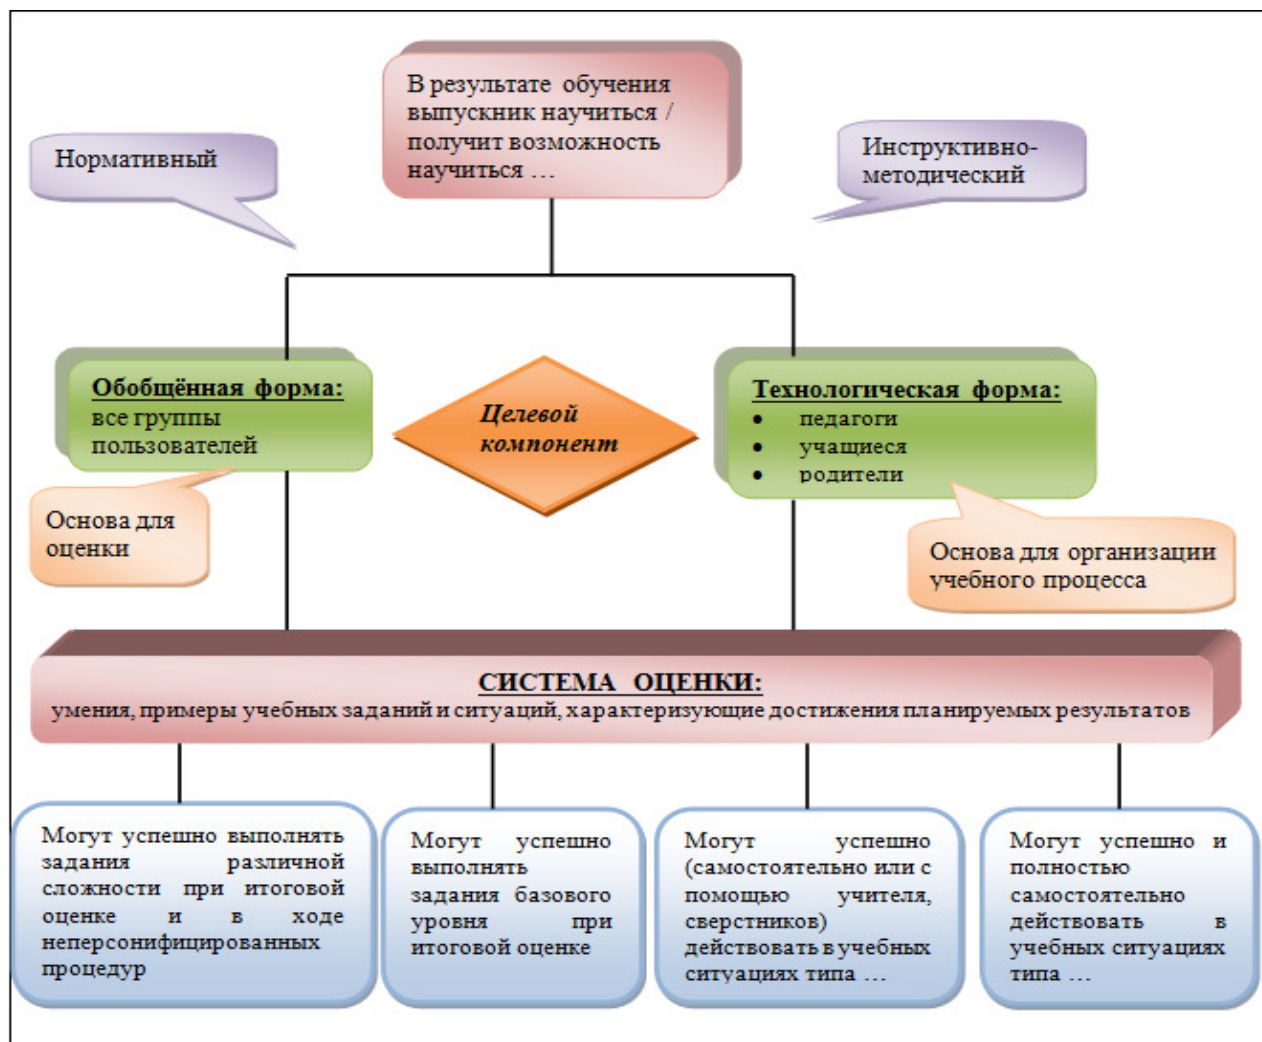 В результате обучения
выпускник научиться /
получит возможность
научиться …
Нормативный
Инструктивно-
методический
Обобщённая форма:
все группы
пользователей
Целевой
компонент
Технологическая форма:
• педагоги
• учащиеся
• родители
Основа для
оценки
Основа для организации
учебного процесса
СИСТЕМА ОЦЕНКИ:
умения, примеры учебных заданий и ситуаций, характеризующие достижения планируемых результатов
Могут успешно выполнять
задания различной
сложности при итоговой
оценке и в ходе
неперсонифицированных
процедур
Могут успешно
выполнять
задания базового
уровня при
итоговой оценке
Могут успешно
(самостоятельно или с
помощью учителя,
сверстников)
действовать в учебных
ситуациях типа …
Могут успешно и
полностью
самостоятельно
действовать в
учебных ситуациях
типа …